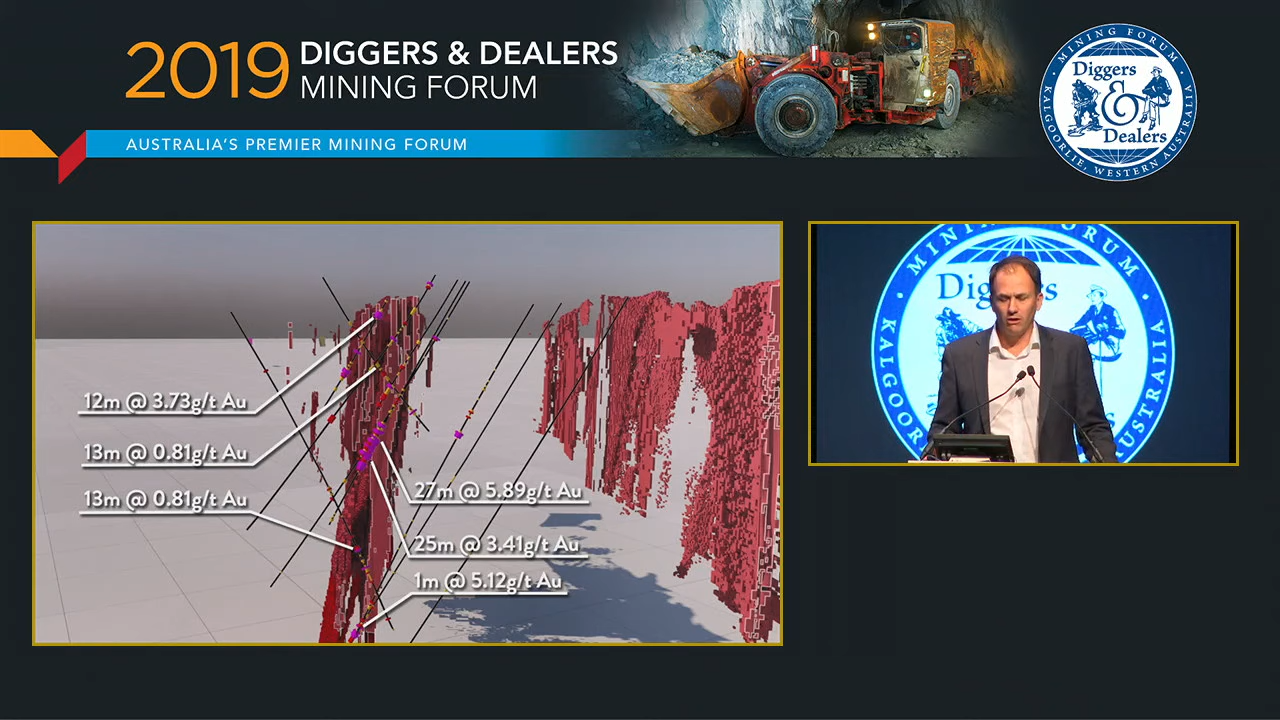 2019 DIGGERS & DEALERS
MINING FORUM
AUSTRALIA'S PREMIER MINING FORUM
MINING FORUM
Diggers
&
Dealers
KALGOORLIE, WESTERN AUSTRALIA
12m @ 3.73g/t Au
13m @ 0.81g/t Au
13m @ 0.81g/t Au
27m @ 5.89g/t Au
25m @ 3.41g/t Au
1m @ 5.12g/t Au